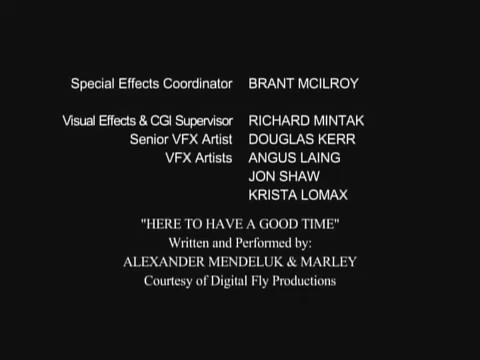 Special Effects Coordinator BRANT MCILROY
Visual Effects & CGI Supervisor RICHARD MINTAK
Senior VFX Artist DOUGLAS KERR
VFX Artists ANGUS LAING
JON SHAW
KRISTA LOMAX
"HERE TO HAVE A GOOD TIME"
Written and Performed by:
ALEXANDER MENDELUK & MARLEY
Courtesy of Digital Fly Productions